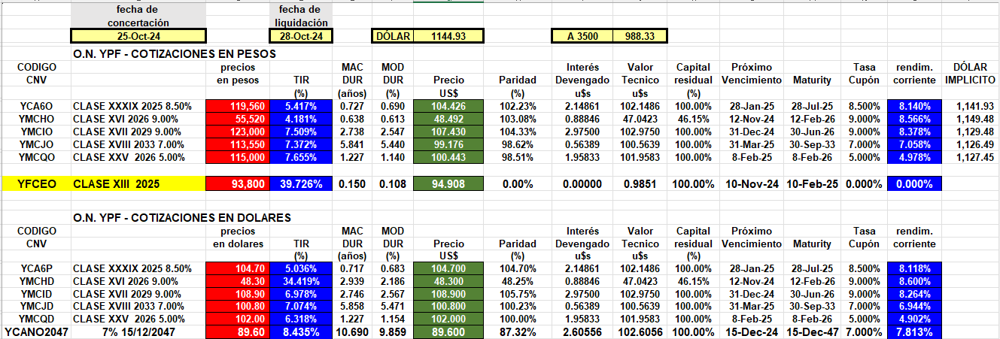 fecha de fecha de
concertación liquidación
25-Oct-24 28-Oct-24 DÓLAR 1144.93 A 3500 988.33
O.N. YPF - COTIZACIONES EN PESOS
CODIGO precios MAC MOD Interés Valor Capital Próximo Tasa rendim. DÓLAR
CNV en pesos TIR DUR DUR Precio Paridad Devengado Tecnico residual Vencimiento Maturity Cupón corriente IMPLICITO
(%) (años) (%) US$ (%) u$s u$s (%)
YCA6O CLASE XXXIX 2025 8.50% 119,560 5.417% 0.727 0.690 104.426 102.23% 2.14861 102.1486 100.00% 28-Jan-25 28-Jul-25 8.500% 8.140% 1,141.93
YMCHO CLASE XVI 2026 9.00% 55,520 4.181% 0.638 0.613 48.492 103.08% 0.88846 47.0423 46.15% 12-Nov-24 12-Feb-26 9.000% 8.566% 1,149.48
YMCIO CLASE XVII 2029 9.00% 123,000 7.509% 2.738 2.547 107.430 104.33% 2.97500 102.9750 100.00% 31-Dec-24 30-Jun-26 9.000% 8.378% 1,129.48
YMCJO CLASE XVIII 2033 7.00% 113,550 7.372% 5.841 5.440 99.176 98.62% 0.56389 100.5639 100.00% 31-Mar-25 30-Sep-33 7.000% 7.058% 1,126.49
YMCQO CLASE XXV 2026 5.00% 115,000 7.655% 1.227 1.140 100.443 98.51% 1.95833 101.9583 100.00% 8-Feb-25 8-Feb-26 5.000% 4.978% 1,127.45
YFCEO CLASE XIII 2025 93,800 39.726% 0.150 0.108 94.908 0.00% 0.00000 0.9851 100.00% 10-Nov-24 10-Feb-25 0.000% 0.000%
O.N. YPF - COTIZACIONES EN DOLARES
CODIGO precios MAC MOD Interés Valor Capital Próximo Tasa rendim.
CNV en dolares TIR DUR DUR Precio Paridad Devengado Tecnico residual Vencimiento Maturity Cupón corriente
(%) (años) (%) US$ (%) u$s u$s (%)
YCA6P CLASE XXXIX 2025 8.50% 104.70 5.036% 0.717 0.683 104.700 104.70% 2.14861 102.1486 100.00% 28-Jan-25 28-Jul-25 8.500% 8.118%
YMCHD CLASE XVI 2026 9.00% 48.30 34.419% 2.939 2.186 48.300 48.25% 0.88846 47.0423 46.15% 12-Nov-24 12-Feb-26 9.000% 8.600%
YMCID CLASE XVII 2029 9.00% 108.90 6.978% 2.746 2.567 108.900 105.75% 2.97500 102.9750 100.00% 31-Dec-24 30-Jun-26 9.000% 8.264%
YMCJD CLASE XVIII 2033 7.00% 100.80 7.074% 5.858 5.471 100.800 100.23% 0.56389 100.5639 100.00% 31-Mar-25 30-Sep-33 7.000% 6.944%
YMCQD CLASE XXV 2026 5.00% 102.00 6.318% 1.227 1.154 102.000 100.00% 1.95833 101.9583 100.00% 8-Feb-25 8-Feb-26 5.000% 4.902%
YCANO2047 7% 15/12/2047 89.60 8.435% 10.690 9.859 89.600 87.32% 2.60556 102.6056 100.00% 15-Dec-24 15-Dec-47 7.000% 7.813%